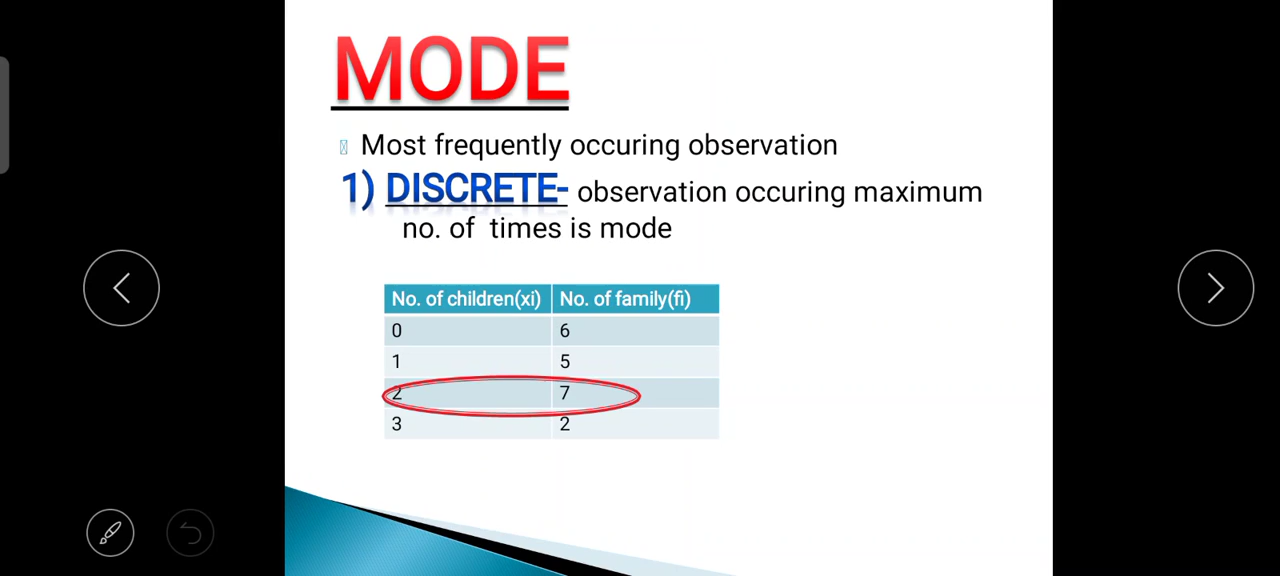 MODE
Most frequently occuring observation
1) DISCRETE- observation occuring maximum
no. of times is mode
No. of children(xi) No. of family(fi)
0 6
1 5
2 7
3 2